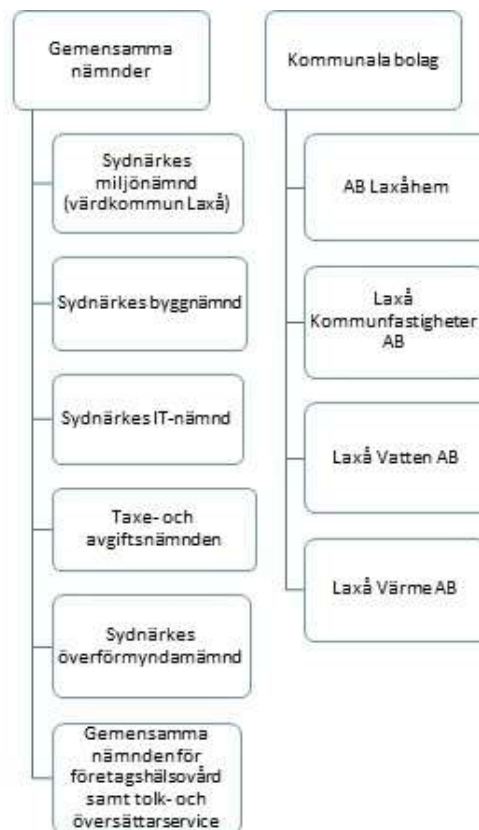 Gemensamma
nämnder
Sydnärkes
miljönämnd
(värdkommun Laxå)
Sydnärkes byggnämnd
Sydnärkes IT-nämnd
Taxe- och
avgiftsnämnden
Sydnärkes
överförmyndarnämnd
Gemensamma
nämnden för
företagshälsovård
samt tolk- och
översättarservice
Kommunala bolag
AB Laxåhem
Laxå
Kommunfastigheter
AB
Laxå Vatten AB
Laxå Värme AB